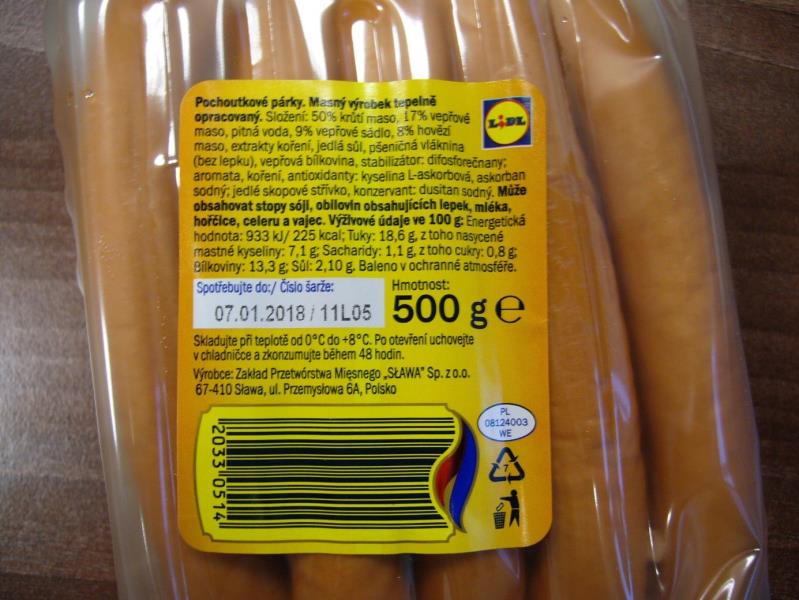 Pochoutkové párky. Masný výrobek tepelně
opracovaný. Složení: 50% krůtí maso, 17% vepřové
maso, pitná voda, 9% vepřové sádlo, 8% hovězí
maso, extrakty koření, jedlá sůl, pšeničná vláknina
(bez lepku), vepřová bílkovina, stabilizátor: difosforečnany;
aromata, koření, antioxidanty: kyselina L-askorbová, askorban
sodný; jedlé skopové střívko, konzervant: dusitan sodný. Může
obsahovat stopy sóji, obilovin obsahujících lepek, mléka,
hořčice, celeru a vajec. Výživové údaje ve 100 g: Energetická
hodnota: 933 kJ/ 225 kcal; Tuky: 18,6 g, z toho nasycené
mastné kyseliny: 7,1 g; Sacharidy: 1,1 g, z toho cukry: 0,8 g;
Bílkoviny: 13,3 g; Sůl: 2,10 g. Baleno v ochranné atmosféře.
LIDL
Spotřebujte do:/ Číslo šarže:
07.01.2018 / 11L05
Hmotnost:
500 g e
Skladujte při teplotě od 0°C do +8°C. Po otevření uchovejte
v chladničce a zkonzumujte během 48 hodin.
Výrobce: Zakład Przetwórstwa Mięsnego „SŁAWA" Sp. z o.o.
67-410 Sława, ul. Przemysłowa 6A, Polsko
2033 0514
PL
08124003
WE
7